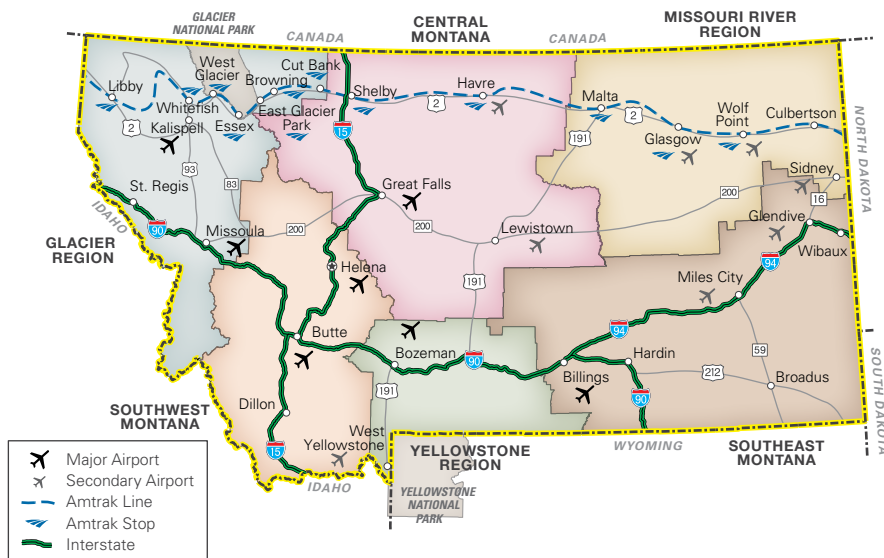 GLACIER
NATIONAL PARK
CANADA
CENTRAL
MONTANA
CANADA
MISSOURI RIVER
REGION
West
Glacier
Cut Bank
Libby
Browning
Shelby
Havre
Malta
Whitefish
Kalispell
Essex
East Glacier
Park
2
2
2
Glasgow
Wolf
Point
Culbertson
NORTH DAKOTA
15
191
93
83
Sidney
St. Regis
Great Falls
200
16
IDAHO
90
Missoula
200
200
Lewistown
Glendive
Wibaux
GLACIER
REGION
Helena
191
94
Miles City
Butte
94
Bozeman
90
Hardin
59
212
Billings
90
Broadus
SOUTH DAKOTA
191
Dillon
SOUTHWEST
MONTANA
West
Yellowstone
15
IDAHO
YELLOWSTONE
REGION
WYOMING
SOUTHEAST
MONTANA
YELLOWSTONE
NATIONAL
PARK
Major Airport
Secondary Airport
Amtrak Line
Amtrak Stop
Interstate